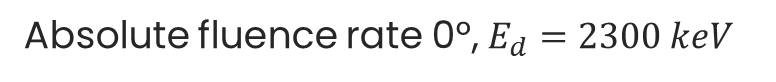 Absolute fluence rate 0°, E_d = 2300 keV